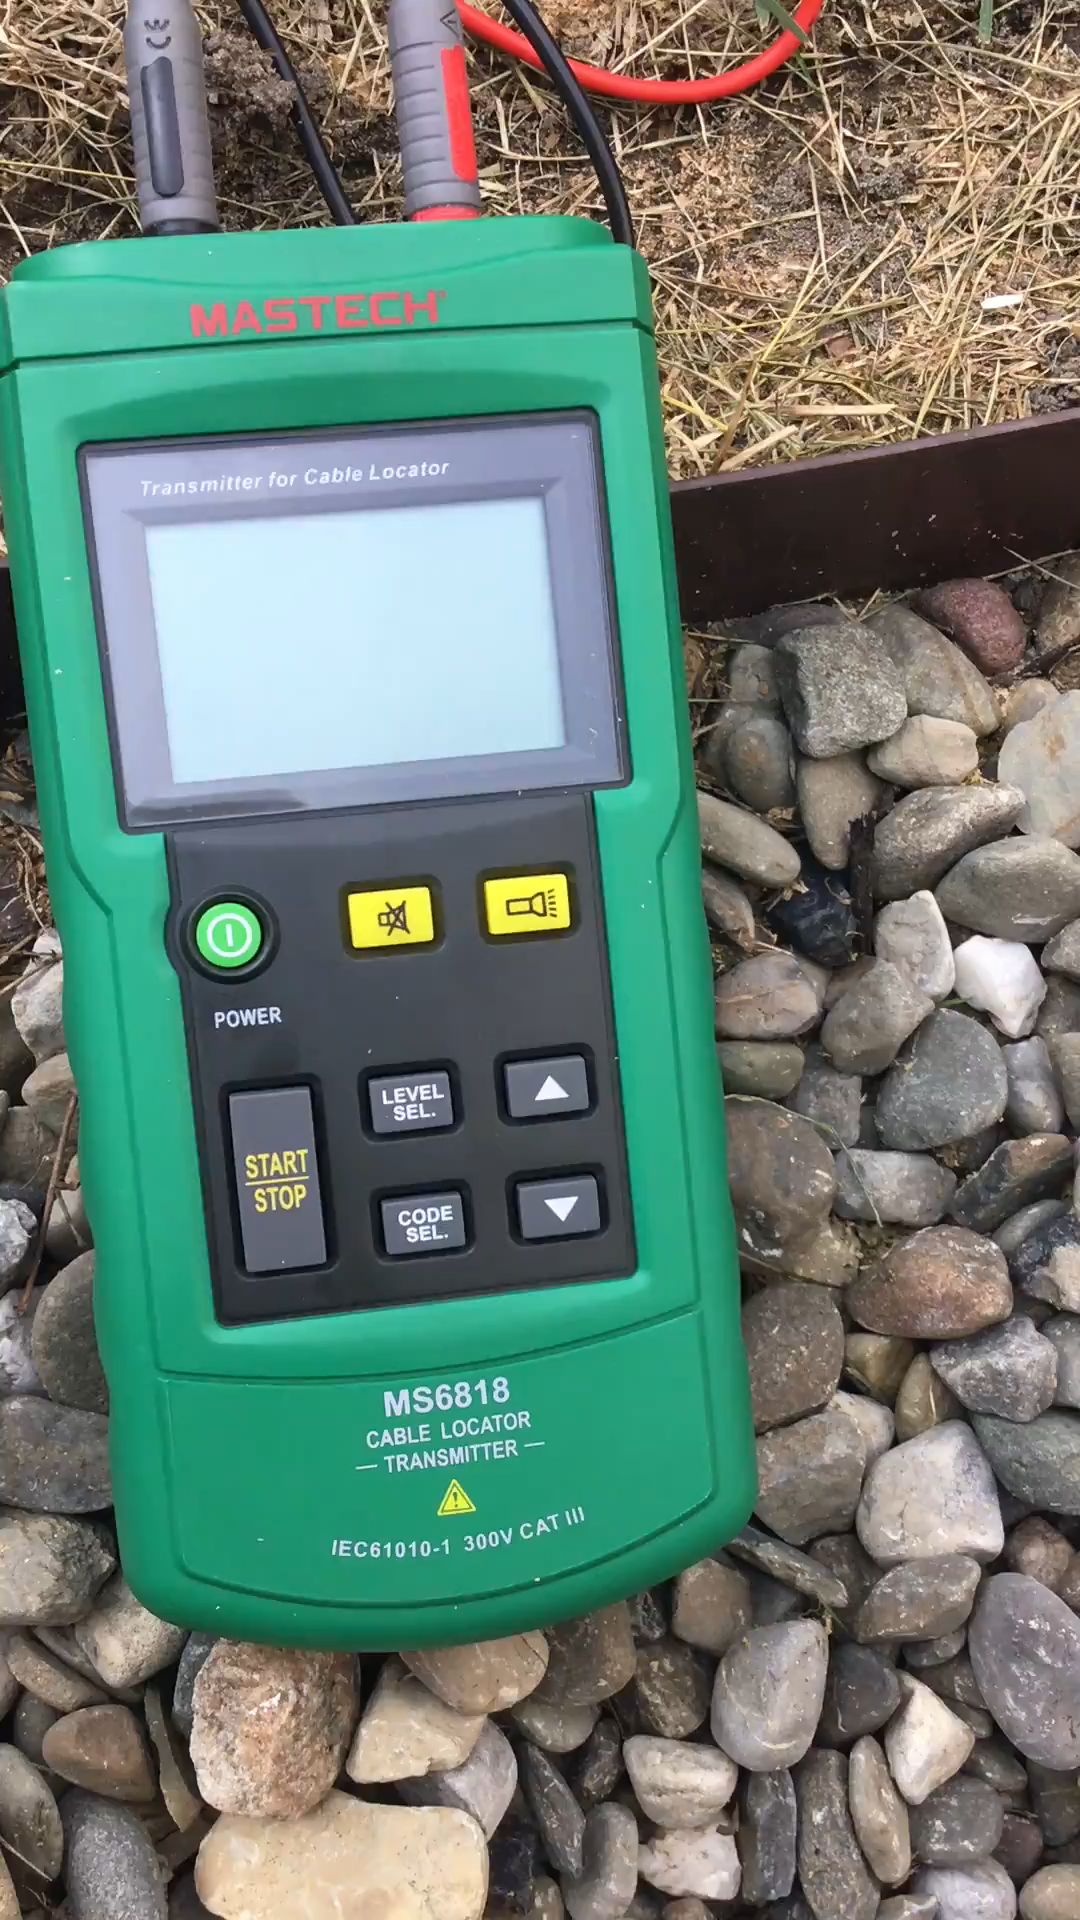 CE
MASTECH
Transmitter for Cable Locator
POWER
LEVEL
SEL.
START
STOP
CODE
SEL.
MS6818
CABLE LOCATOR
— TRANSMITTER —
IEC61010-1 300V CAT III